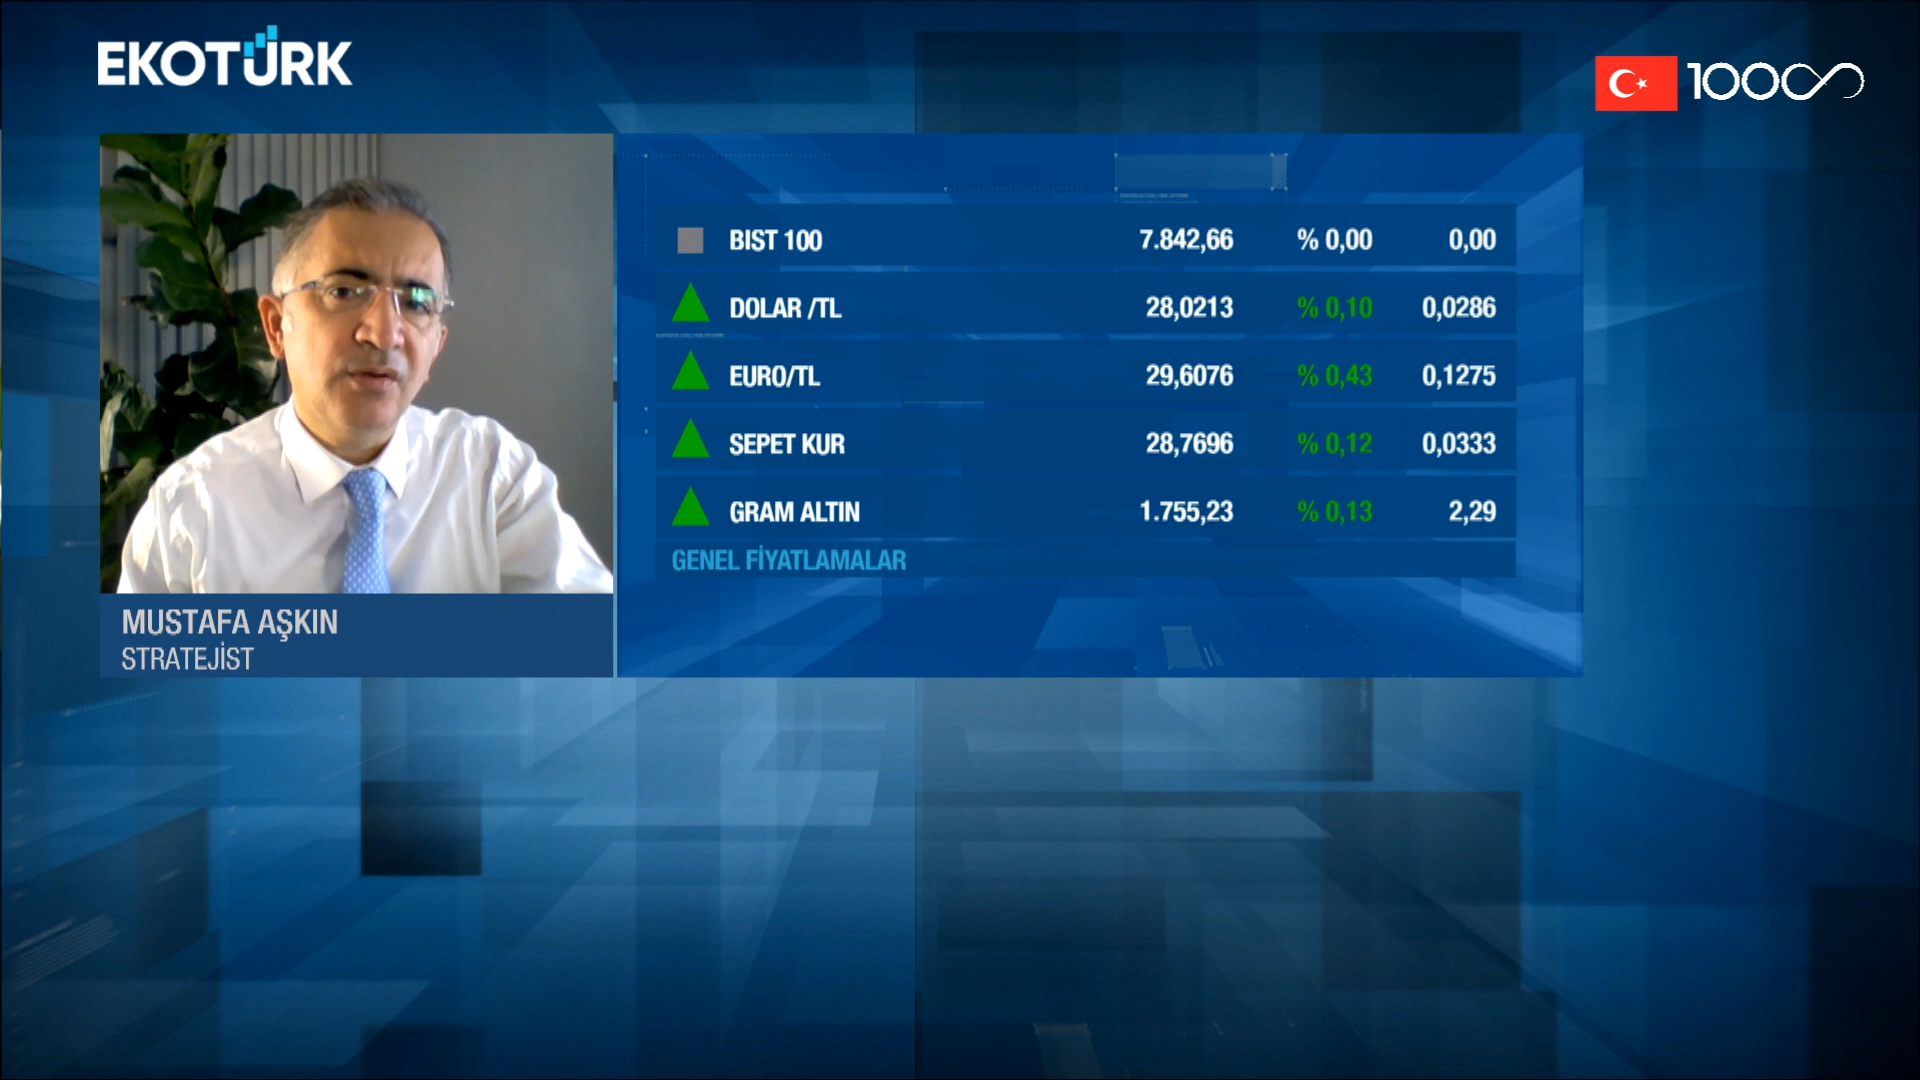 EKOTÜRK
100
BIST 100 7.842,66 % 0,00 0,00
DOLAR /TL 28,0213 % 0,10 0,0286
EURO/TL 29,6076 % 0,43 0,1275
SEPET KUR 28,7696 % 0,12 0,0333
GRAM ALTIN 1.755,23 % 0,13 2,29
GENEL FİYATLAMALAR
MUSTAFA AŞKIN
STRATEJİST